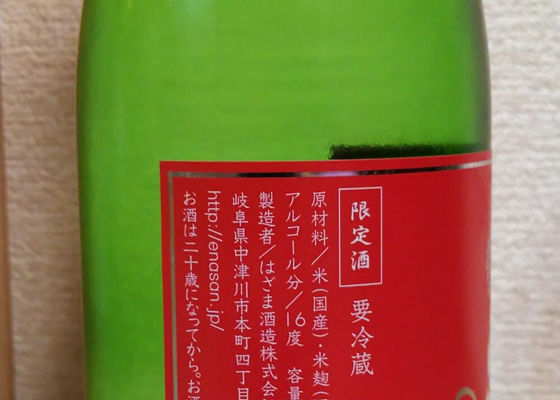 限定酒 要冷蔵
原材料/米(国産)・米麹(
アルコール分/16度 容量
製造者/はざま酒造株式会
岐阜県中津川市本町四丁目
http://enasan.jp/
お酒は二十歳になってから。お酒